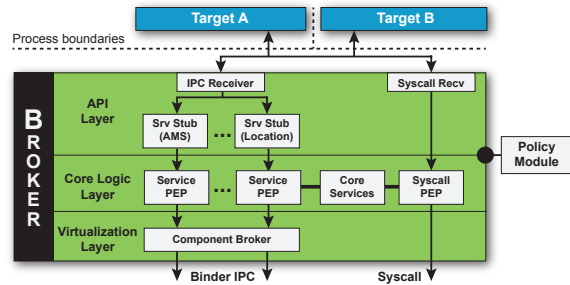 Target A
Target B
Process boundaries
BROKER
API
Layer
IPC Receiver
Syscall Recv
Srv Stub
(AMS)
...
Srv Stub
(Location)
Policy
Module
Core Logic
Layer
Service
PEP
...
Service
PEP
Core
Services
Syscall
PEP
Virtualization
Layer
Component Broker
Binder IPC
Syscall